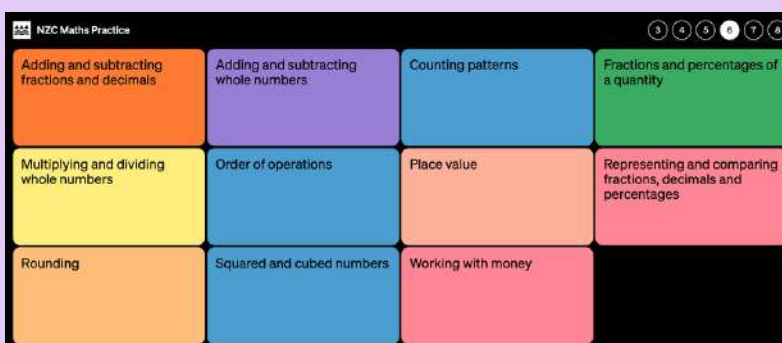 NZC Maths Practice
3 4 5 6 7 8
Adding and subtracting
fractions and decimals
Adding and subtracting
whole numbers
Counting patterns
Fractions and percentages of
a quantity
Multiplying and dividing
whole numbers
Order of operations
Place value
Representing and comparing
fractions, decimals and
percentages
Rounding
Squared and cubed numbers
Working with money